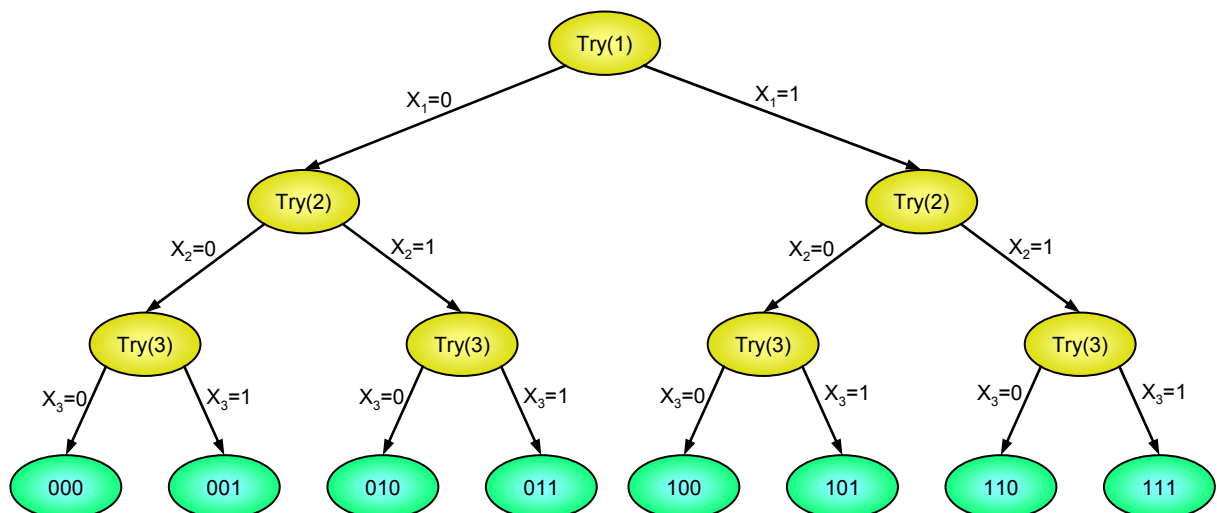 Try(1)
X₁=0 X₁=1
Try(2) Try(2)
X₂=0 X₂=1 X₂=0 X₂=1
Try(3) Try(3) Try(3) Try(3)
X₃=0 X₃=1 X₃=0 X₃=1 X₃=0 X₃=1 X₃=0 X₃=1
000 001 010 011 100 101 110 111